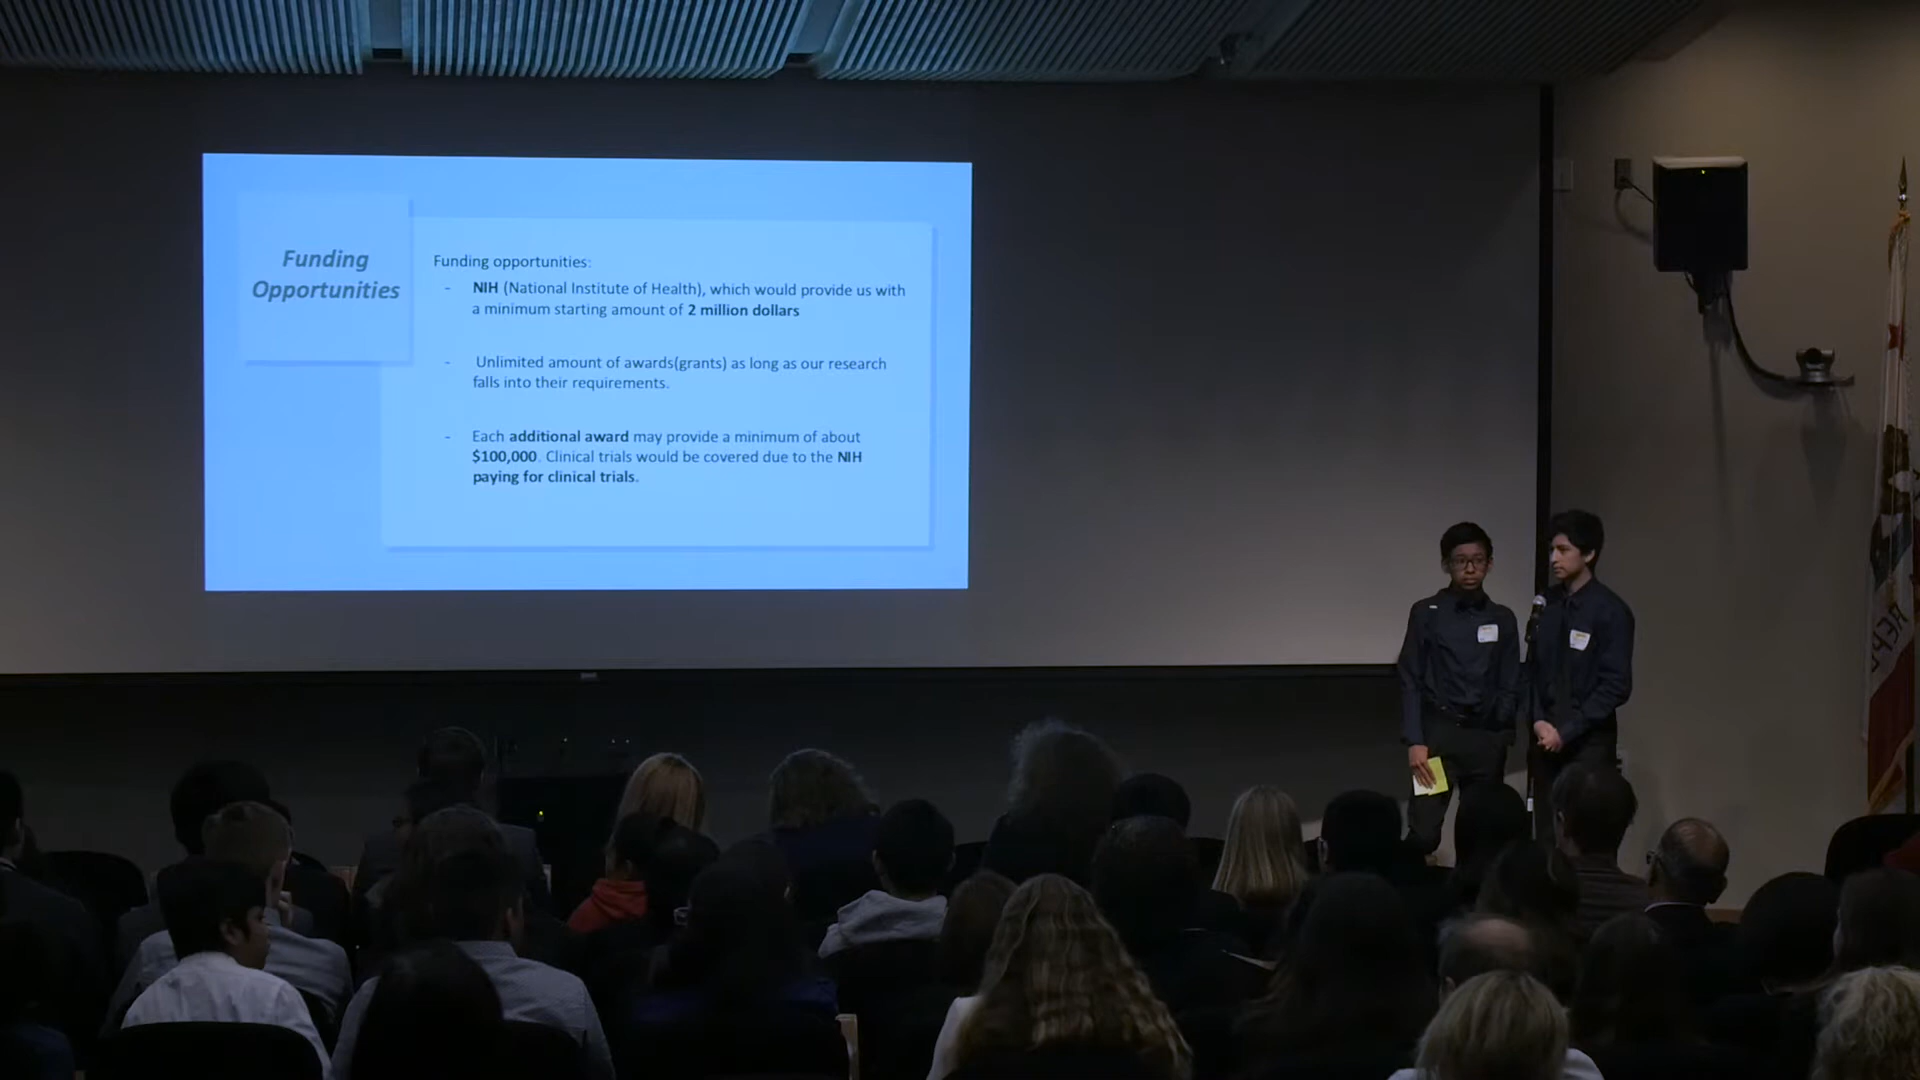 Funding
Opportunities
Funding opportunities:
- NIH (National Institute of Health), which would provide us with
a minimum starting amount of 2 million dollars
- Unlimited amount of awards(grants) as long as our research
falls into their requirements.
- Each additional award may provide a minimum of about
$100,000. Clinical trials would be covered due to the NIH
paying for clinical trials.